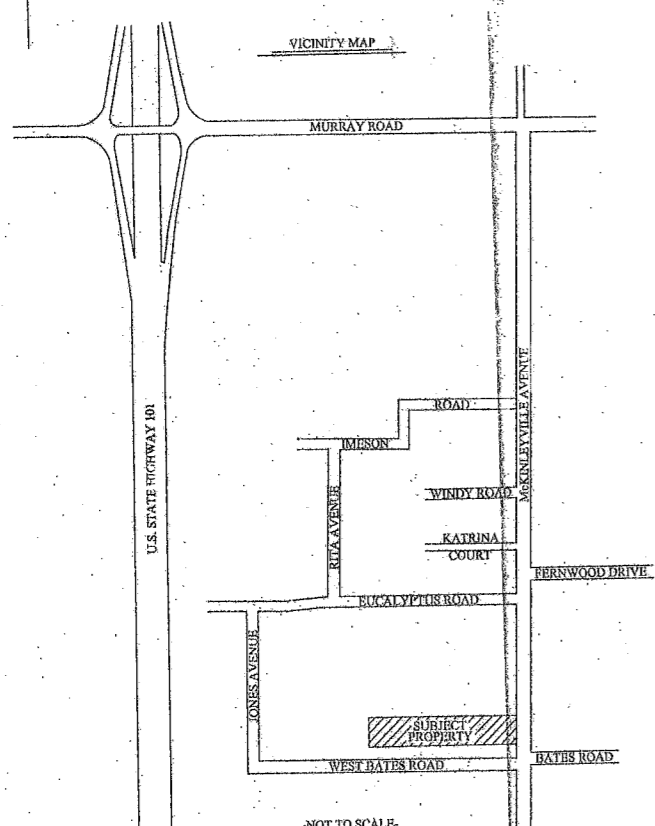 VICINITY MAP
MURRAY ROAD
U.S. STATE HIGHWAY 101
McKINLEYVILLE AVENUE
ROAD
IMESON
RITA AVENUE
WINDY ROAD
KATRINA
COURT
FERNWOOD DRIVE
EUCALYPTUS ROAD
JONES AVENUE
SUBJECT
PROPERTY
WEST BATES ROAD
BATES ROAD
-NOT TO SCALE-